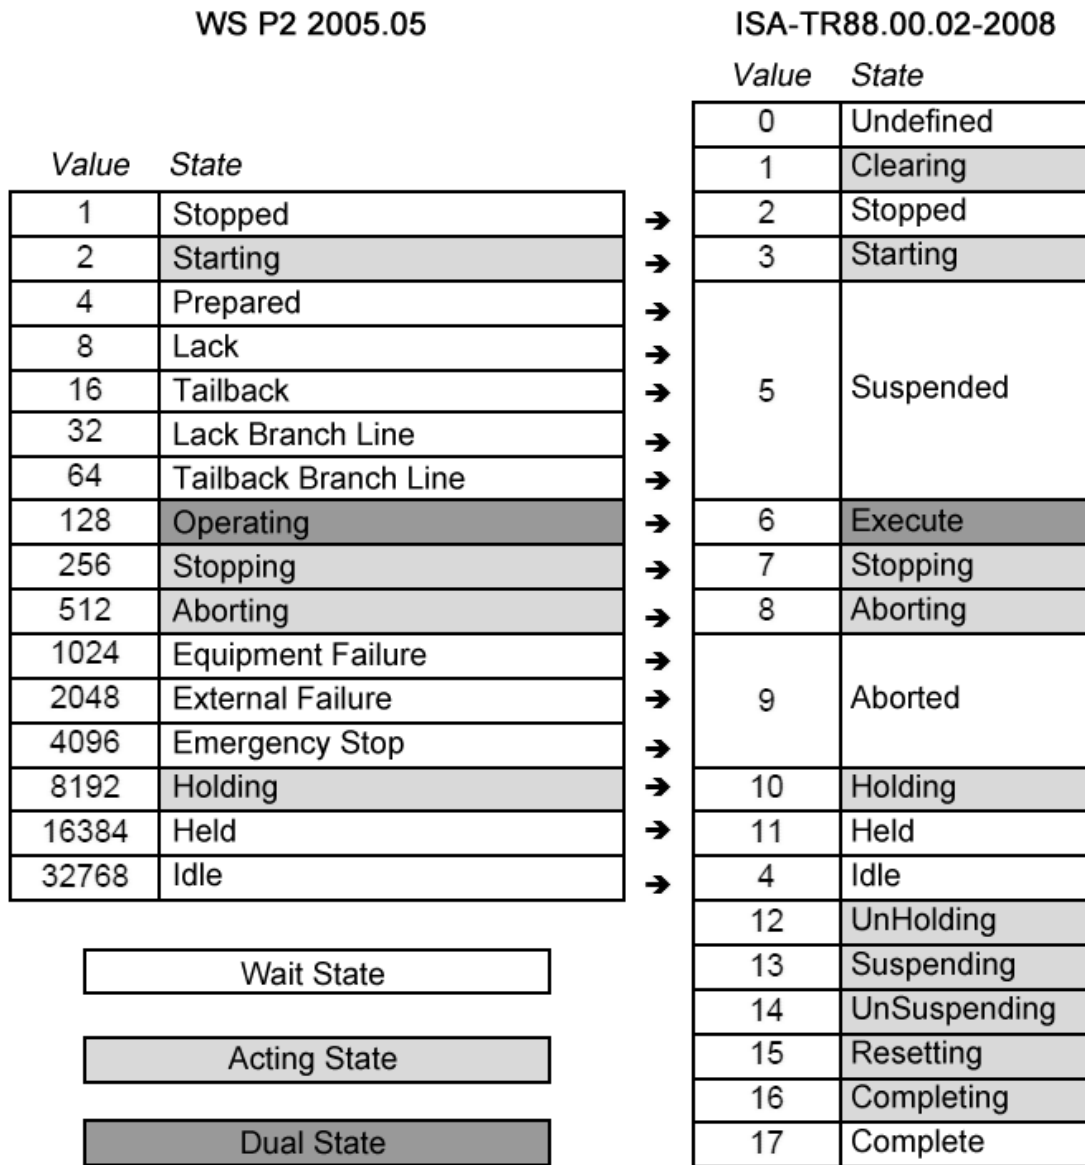 WS P2 2005.05 ISA-TR88.00.02-2008
Value State
0 Undefined
Value State 1 Clearing
1 Stopped ➔ 2 Stopped
2 Starting ➔ 3 Starting
4 Prepared ➔
8 Lack ➔
16 Tailback ➔ 5 Suspended
32 Lack Branch Line ➔
64 Tailback Branch Line ➔
128 Operating ➔ 6 Execute
256 Stopping ➔ 7 Stopping
512 Aborting ➔ 8 Aborting
1024 Equipment Failure ➔
2048 External Failure ➔ 9 Aborted
4096 Emergency Stop ➔
8192 Holding ➔ 10 Holding
16384 Held ➔ 11 Held
32768 Idle ➔ 4 Idle
12 UnHolding
Wait State 13 Suspending
14 UnSuspending
Acting State 15 Resetting
16 Completing
Dual State 17 Complete